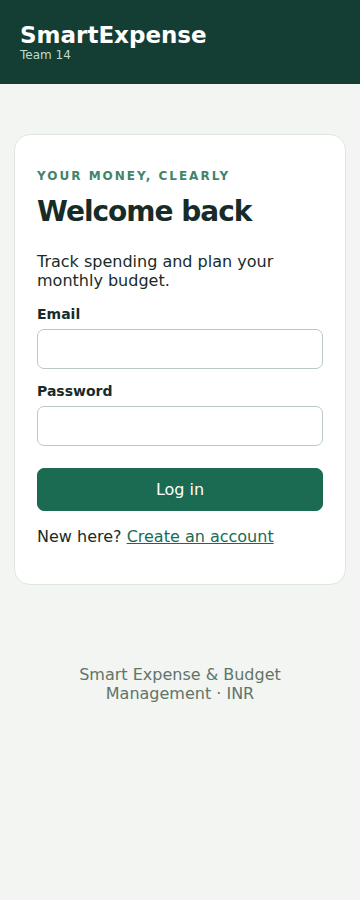 SmartExpense
Team 14
YOUR MONEY, CLEARLY
Welcome back
Track spending and plan your
monthly budget.
Email
Password
Log in
New here? Create an account
Smart Expense & Budget
Management · INR